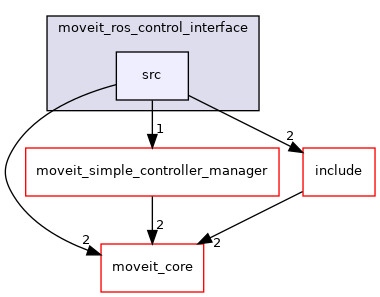 moveit_ros_control_interface
src
1
2
moveit_simple_controller_manager
include
2
2
2
moveit_core